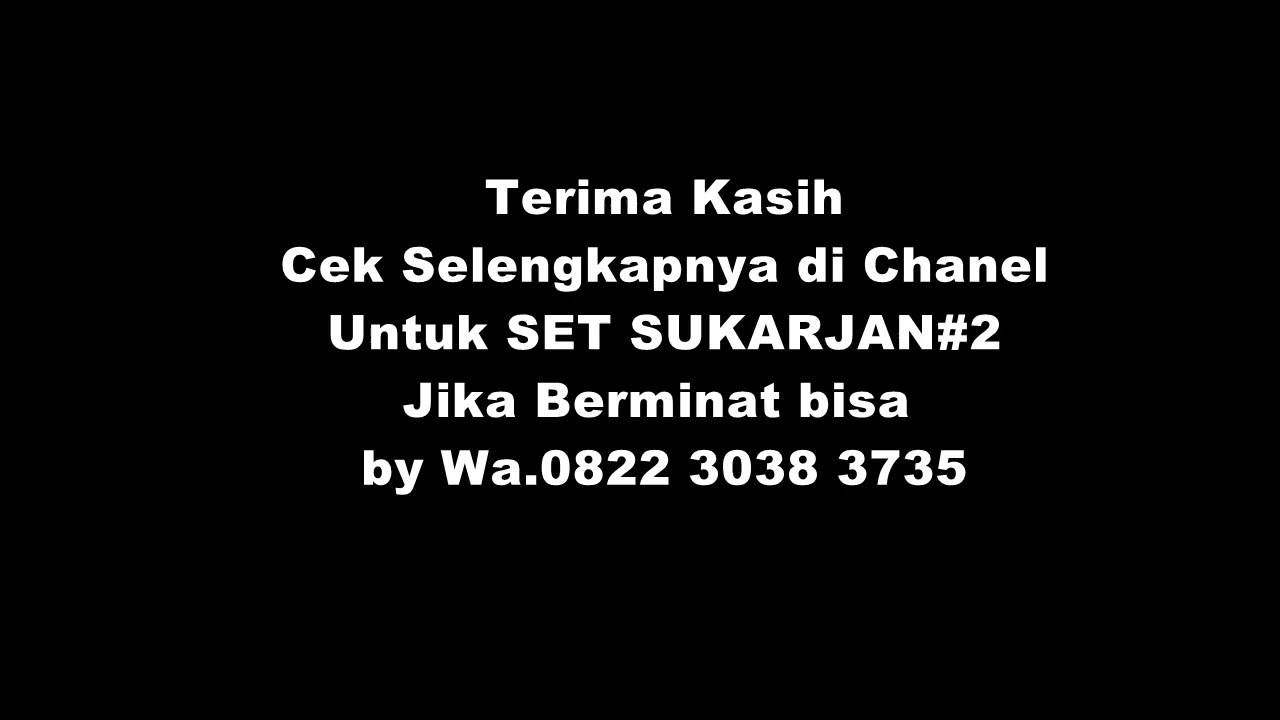 Terima Kasih
Cek Selengkapnya di Chanel
Untuk SET SUKARJAN#2
Jika Berminat bisa
by Wa.0822 3038 3735